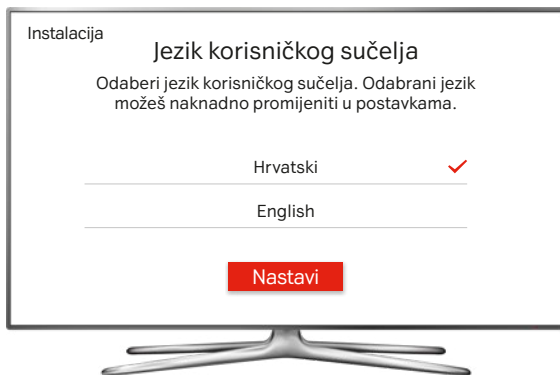 Instalacija
Jezik korisničkog sučelja
Odaberi jezik korisničkog sučelja. Odabrani jezik
možeš naknadno promijeniti u postavkama.
Hrvatski
English
Nastavi